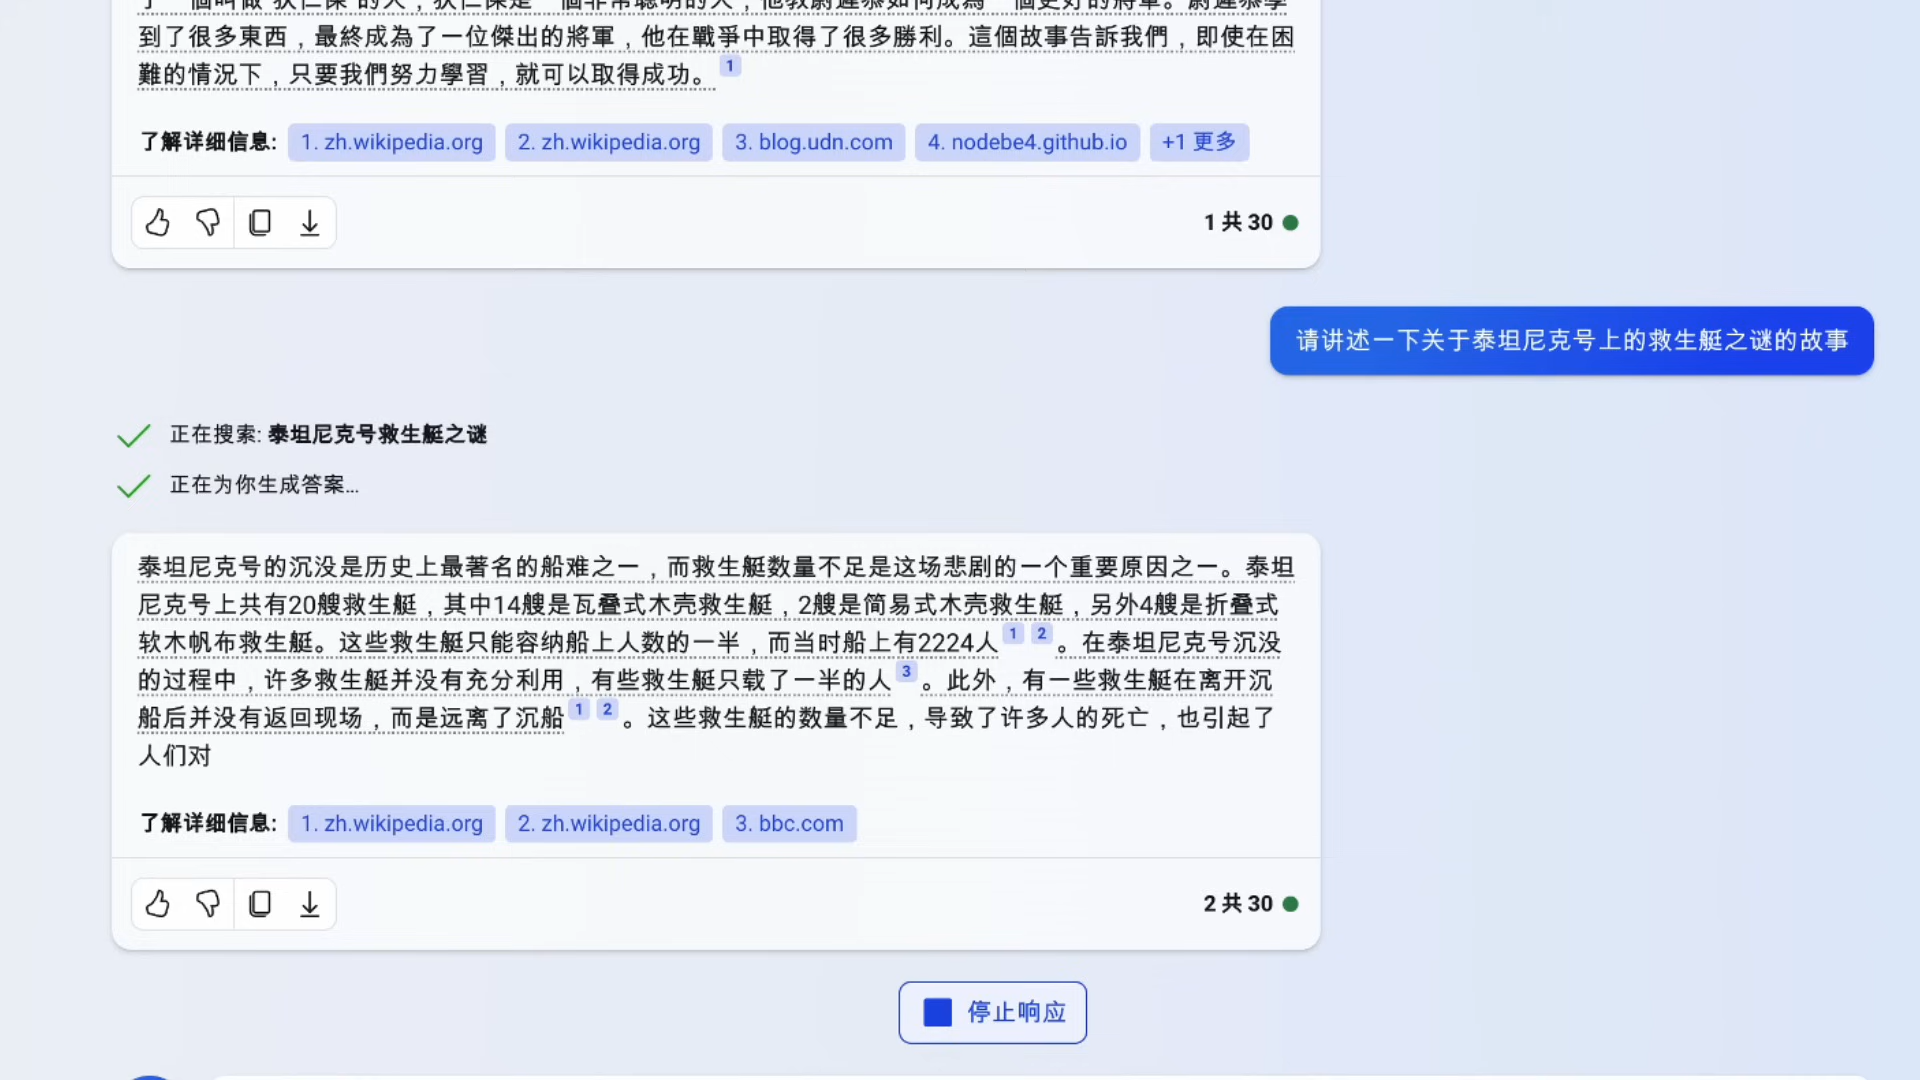 到了很多東西，最終成為了一位傑出的將軍，他在戰爭中取得了很多勝利。這個故事告訴我們，即使在困
難的情況下，只要我們努力學習，就可以取得成功。 1
了解详细信息: 1. zh.wikipedia.org 2. zh.wikipedia.org 3. blog.udn.com 4. nodebe4.github.io +1 更多
1 共 30
请讲述一下关于泰坦尼克号上的救生艇之谜的故事
正在搜索: 泰坦尼克号救生艇之谜
正在为你生成答案...
泰坦尼克号的沉没是历史上最著名的船难之一，而救生艇数量不足是这场悲剧的一个重要原因之一。泰坦
尼克号上共有20艘救生艇，其中14艘是瓦叠式木壳救生艇，2艘是简易式木壳救生艇，另外4艘是折叠式
软木帆布救生艇。这些救生艇只能容纳船上人数的一半，而当时船上有2224人 1 2 。在泰坦尼克号沉没
的过程中，许多救生艇并没有充分利用，有些救生艇只载了一半的人 3 。此外，有一些救生艇在离开沉
船后并没有返回现场，而是远离了沉船 1 2 。这些救生艇的数量不足，导致了许多人的死亡，也引起了
人们对
了解详细信息: 1. zh.wikipedia.org 2. zh.wikipedia.org 3. bbc.com
2 共 30
停止响应